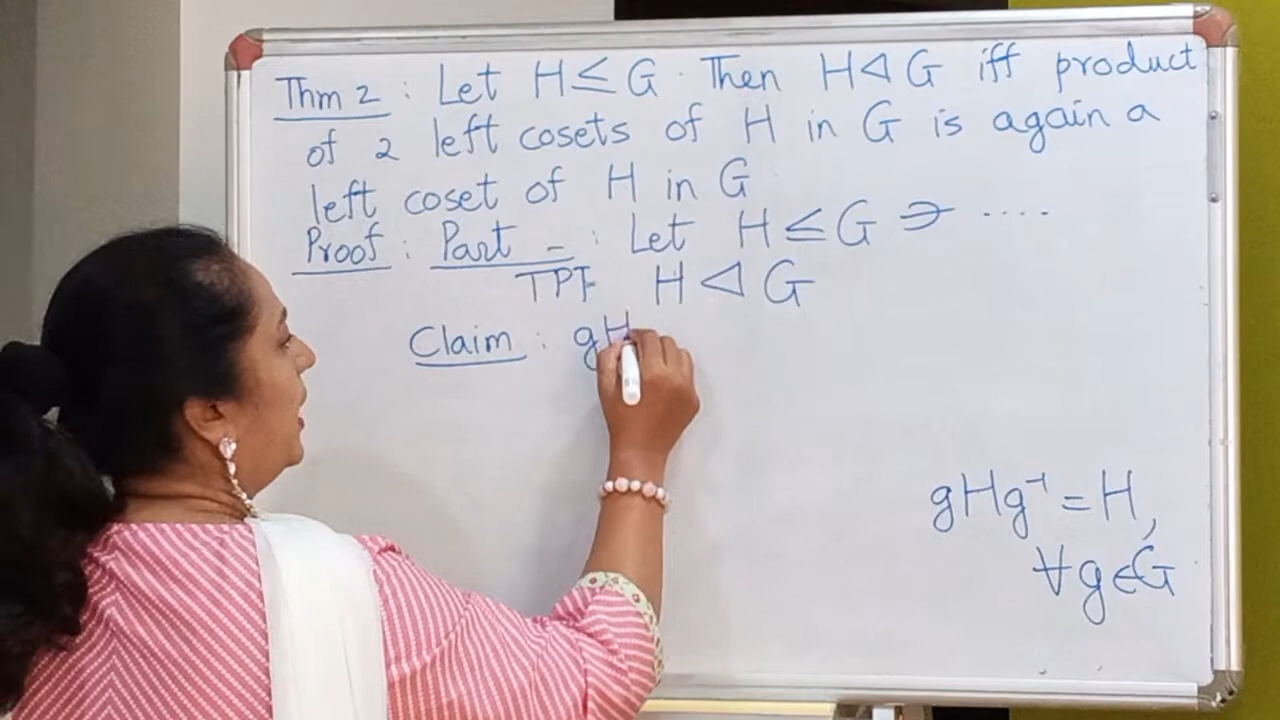 Thm 2 : Let H ≤ G. Then H ⊲ G iff product
of 2 left cosets of H in G is again a
left coset of H in G
Proof : Part – : Let H ≤ G ∋ ....
TPT H ⊲ G
Claim : gH
gHg⁻¹ = H,
∀ g ∈ G